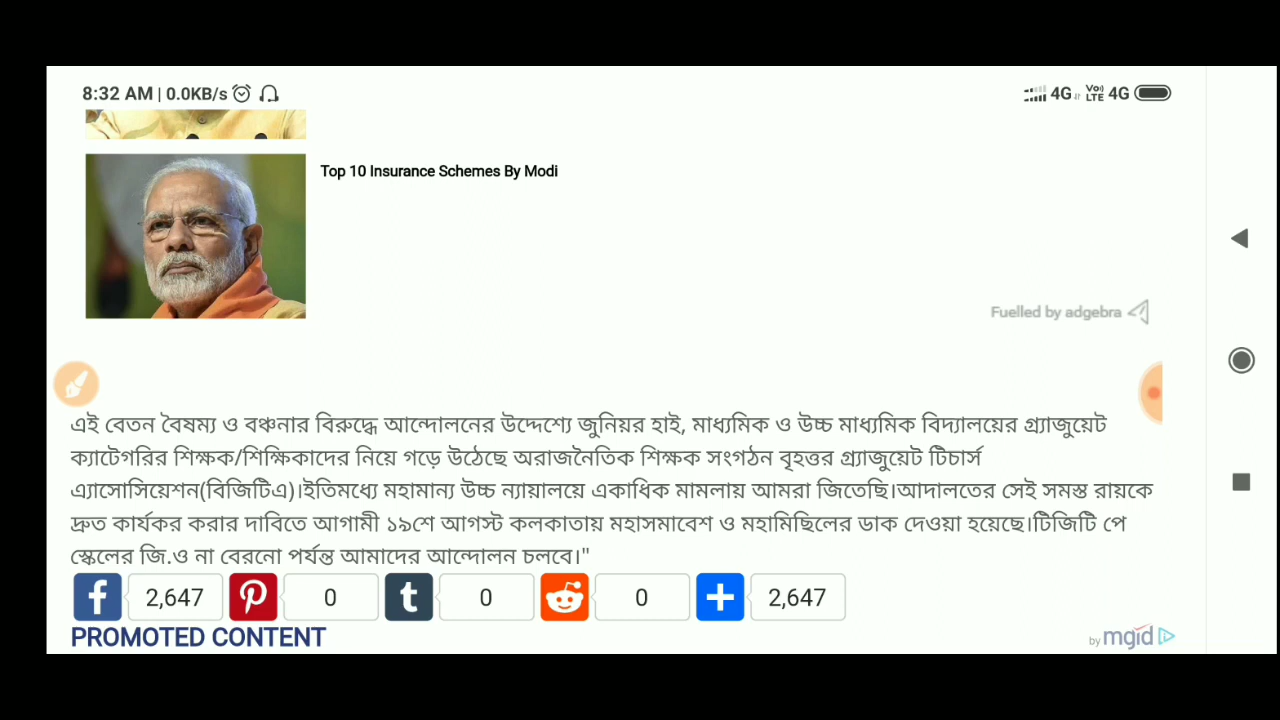 8:32 AM | 0.0KB/s 4G Vo) LTE 4G
Top 10 Insurance Schemes By Modi
Fuelled by adgebra
এই বেতন বৈষম্য ও বঞ্চনার বিরুদ্ধে আন্দোলনের উদ্দেশ্যে জুনিয়র হাই, মাধ্যমিক ও উচ্চ মাধ্যমিক বিদ্যালয়ের গ্র্যাজুয়েট
ক্যাটেগরির শিক্ষক/শিক্ষিকাদের নিয়ে গড়ে উঠেছে অরাজনৈতিক শিক্ষক সংগঠন বৃহত্তর গ্র্যাজুয়েট টিচার্স
এ্যাসোসিয়েশন(বিজিটিএ)।ইতিমধ্যে মহামান্য উচ্চ ন্যায়ালয়ে একাধিক মামলায় আমরা জিতেছি।আদালতের সেই সমস্ত রায়কে
দ্রুত কার্যকর করার দাবিতে আগামী ১৯শে আগস্ট কলকাতায় মহাসমাবেশ ও মহামিছিলের ডাক দেওয়া হয়েছে।টিজিটি পে
স্কেলের জি.ও না বেরনো পর্যন্ত আমাদের আন্দোলন চলবে।"
2,647 0 0 0 2,647
PROMOTED CONTENT
by mgid